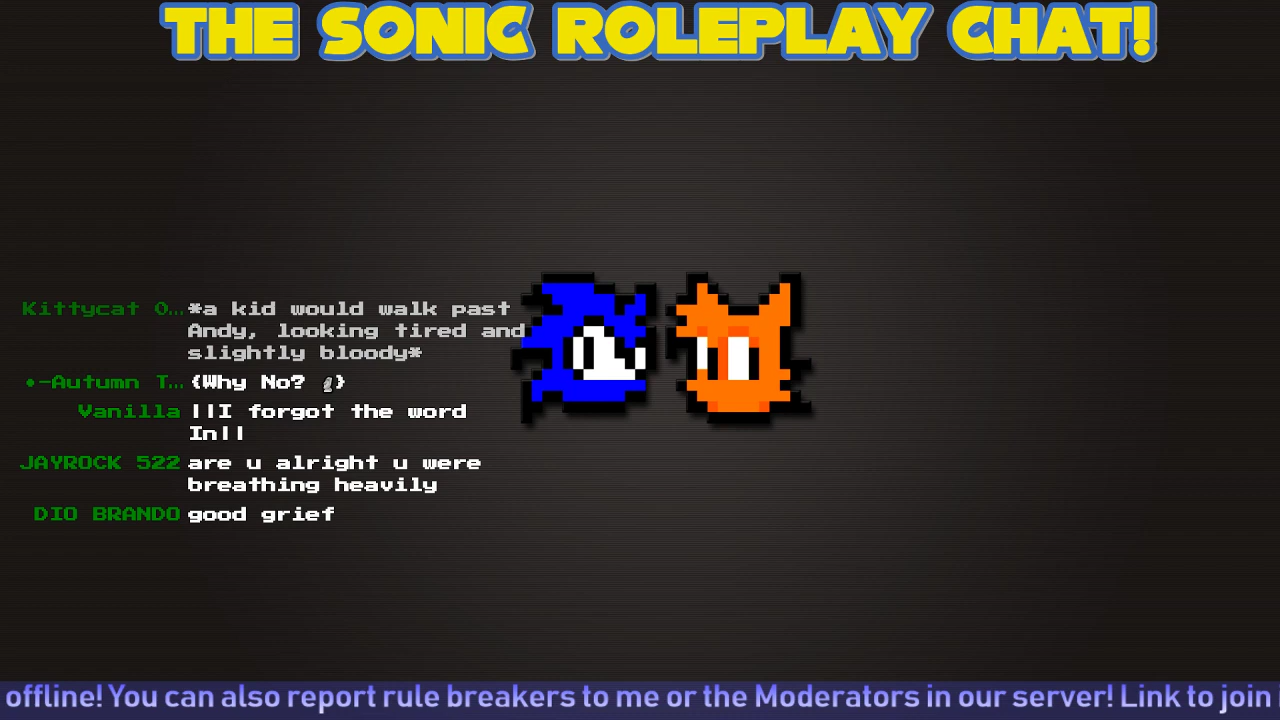 THE SONIC ROLEPLAY CHAT!
Kittycat O... *a kid would walk past
Andy, looking tired and
slightly bloody*
•-Autumn T... (Why No? )
Vanilla ||I forgot the word
In||
JAYROCK 522 are u alright u were
breathing heavily
DIO BRANDO good grief
offline! You can also report rule breakers to me or the Moderators in our server! Link to join